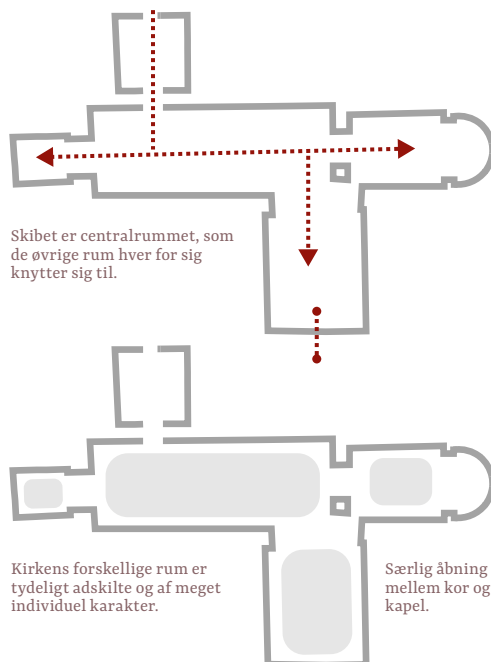 Skibet er centralrummet, som
de øvrige rum hver for sig
knytter sig til.
Kirkens forskellige rum er
tydeligt adskilte og af meget
individuel karakter.
Særlig åbning
mellem kor og
kapel.